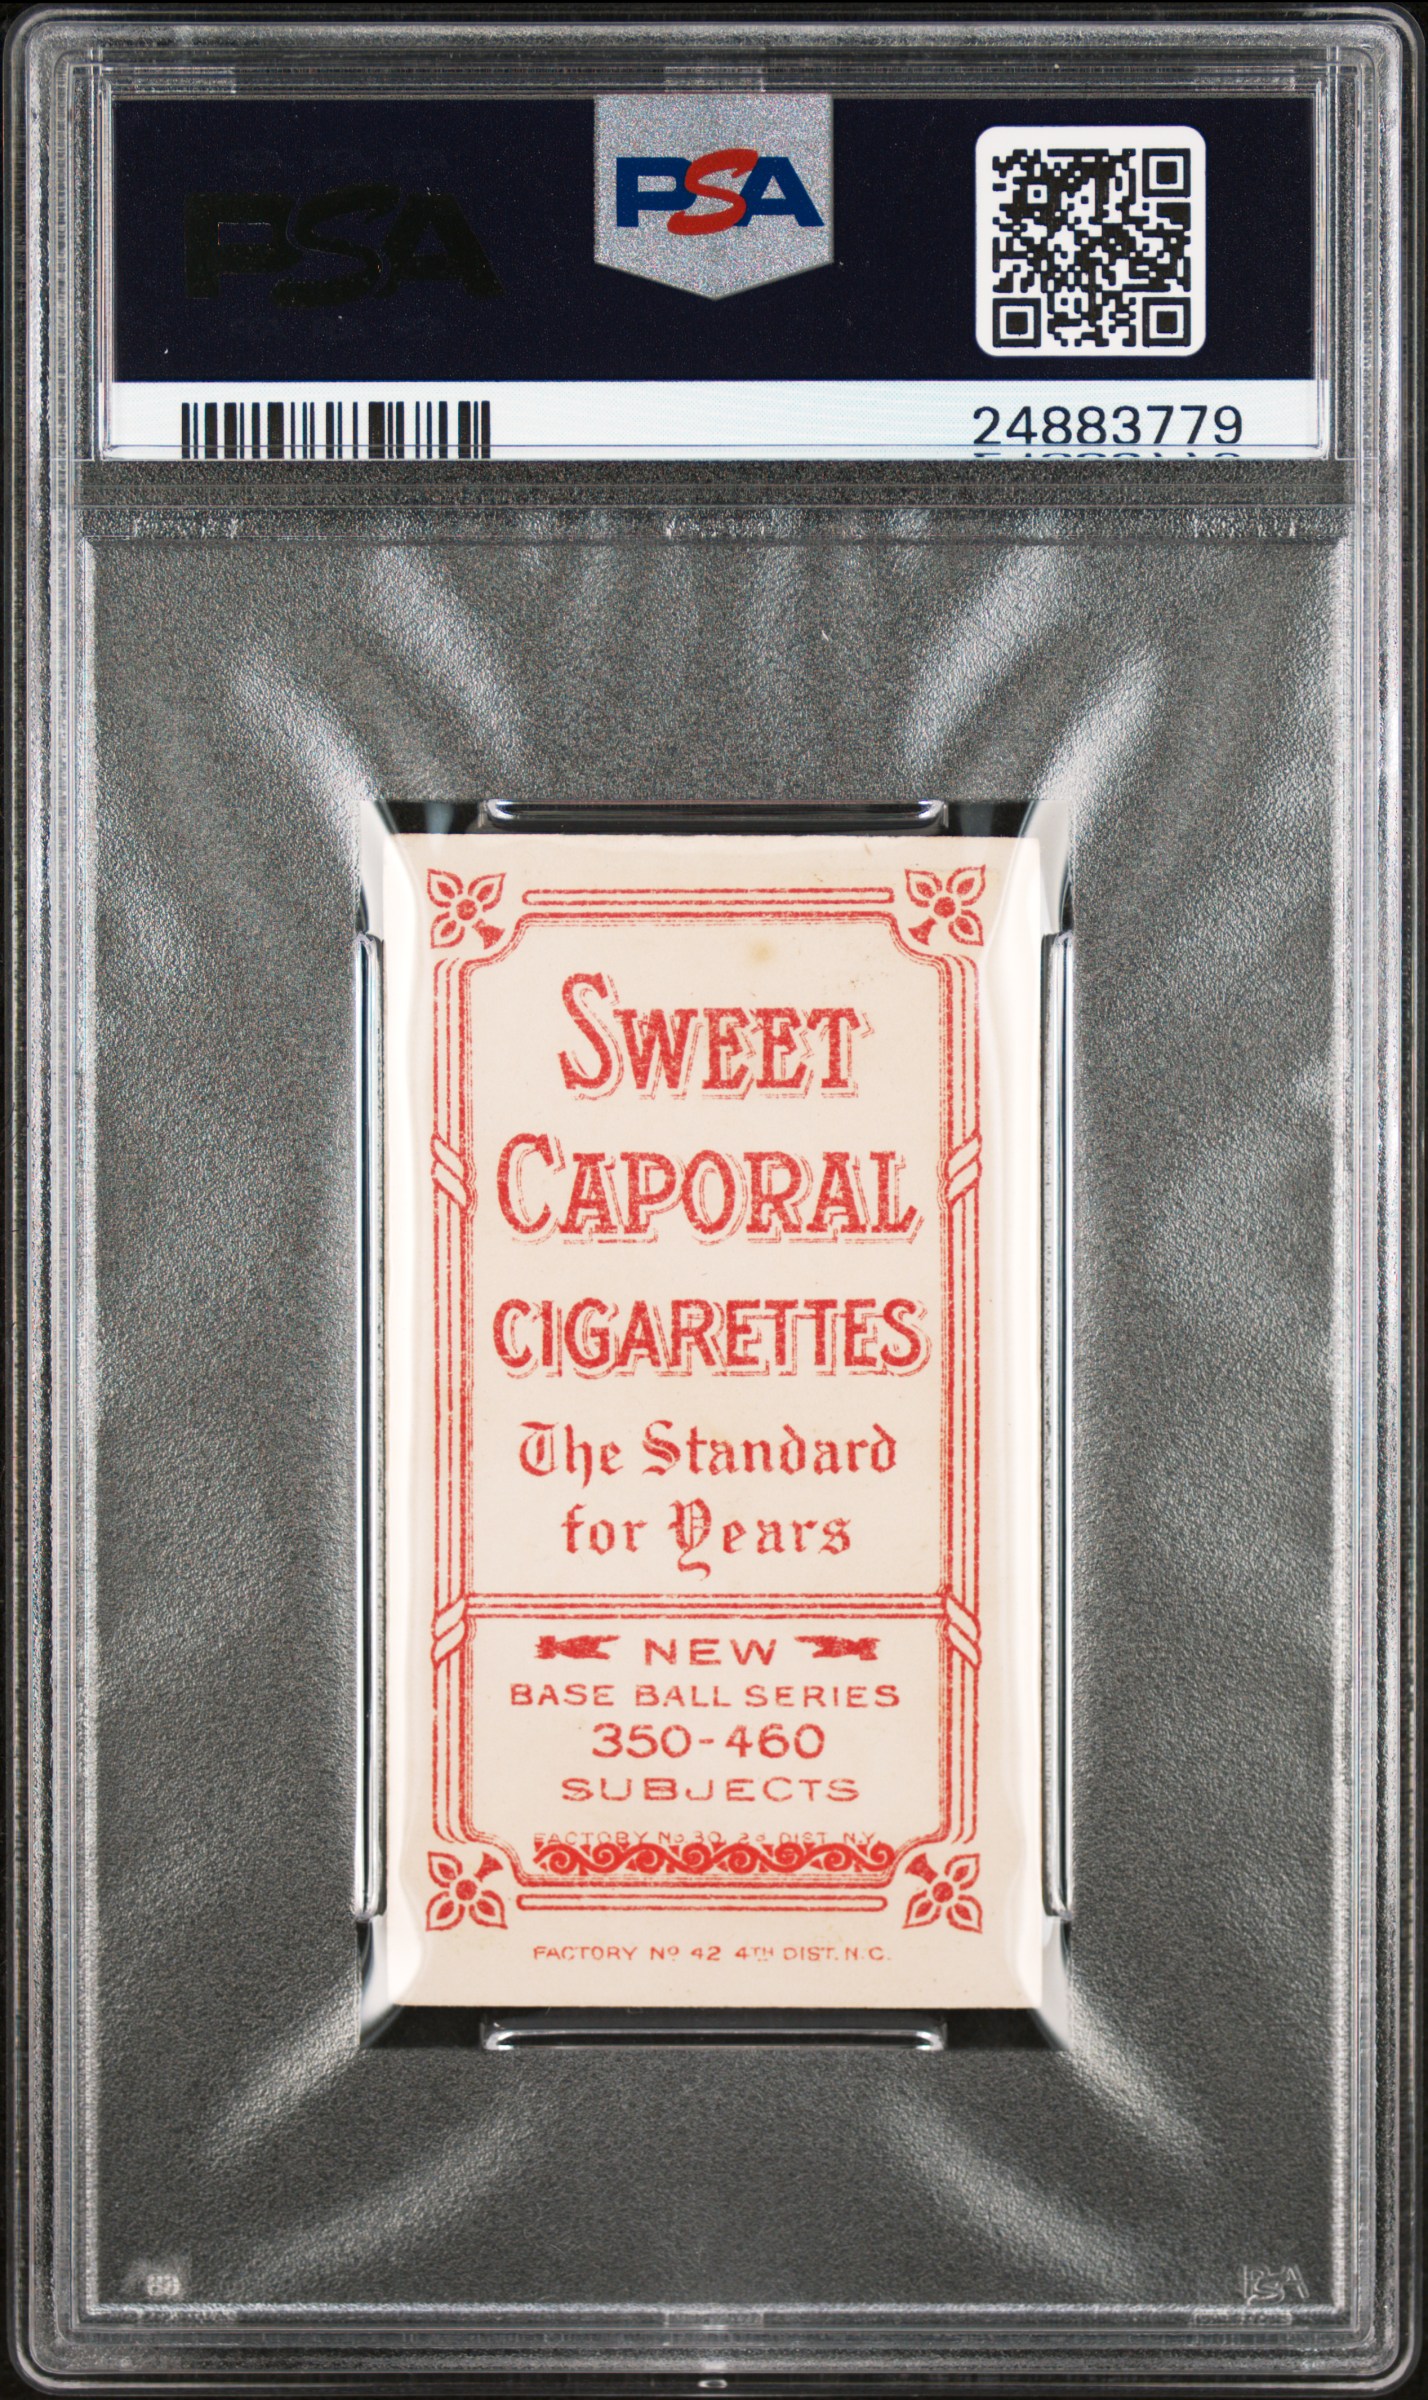 PSA
PSA
24883779
SWEET
CAPORAL
CIGARETTES
The Standard
for Years
NEW
BASE BALL SERIES
350-460
SUBJECTS
FACTORY No 30, 2d DIST. N.Y.
FACTORY Nº 42 4TH DIST. N.C.
PSA